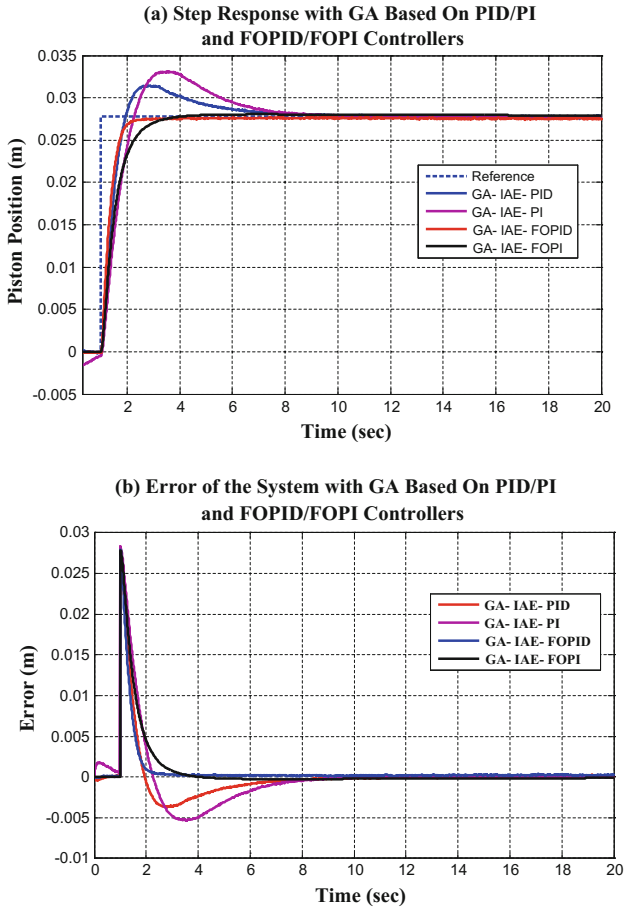 (a) Step Response with GA Based On PID/PI
and FOPID/FOPI Controllers
0.035
0.03
0.025
0.02
0.015
0.01
0.005
0
-0.005
Piston Position (m)
Reference
GA- IAE- PID
GA- IAE- PI
GA- IAE- FOPID
GA- IAE- FOPI
2 4 6 8 10 12 14 16 18 20
Time (sec)
(b) Error of the System with GA Based On PID/PI
and FOPID/FOPI Controllers
0.03
0.025
0.02
0.015
0.01
0.005
0
-0.005
-0.01
Error (m)
GA- IAE- PID
GA- IAE- PI
GA- IAE- FOPID
GA- IAE- FOPI
0 2 4 6 8 10 12 14 16 18 20
Time (sec)